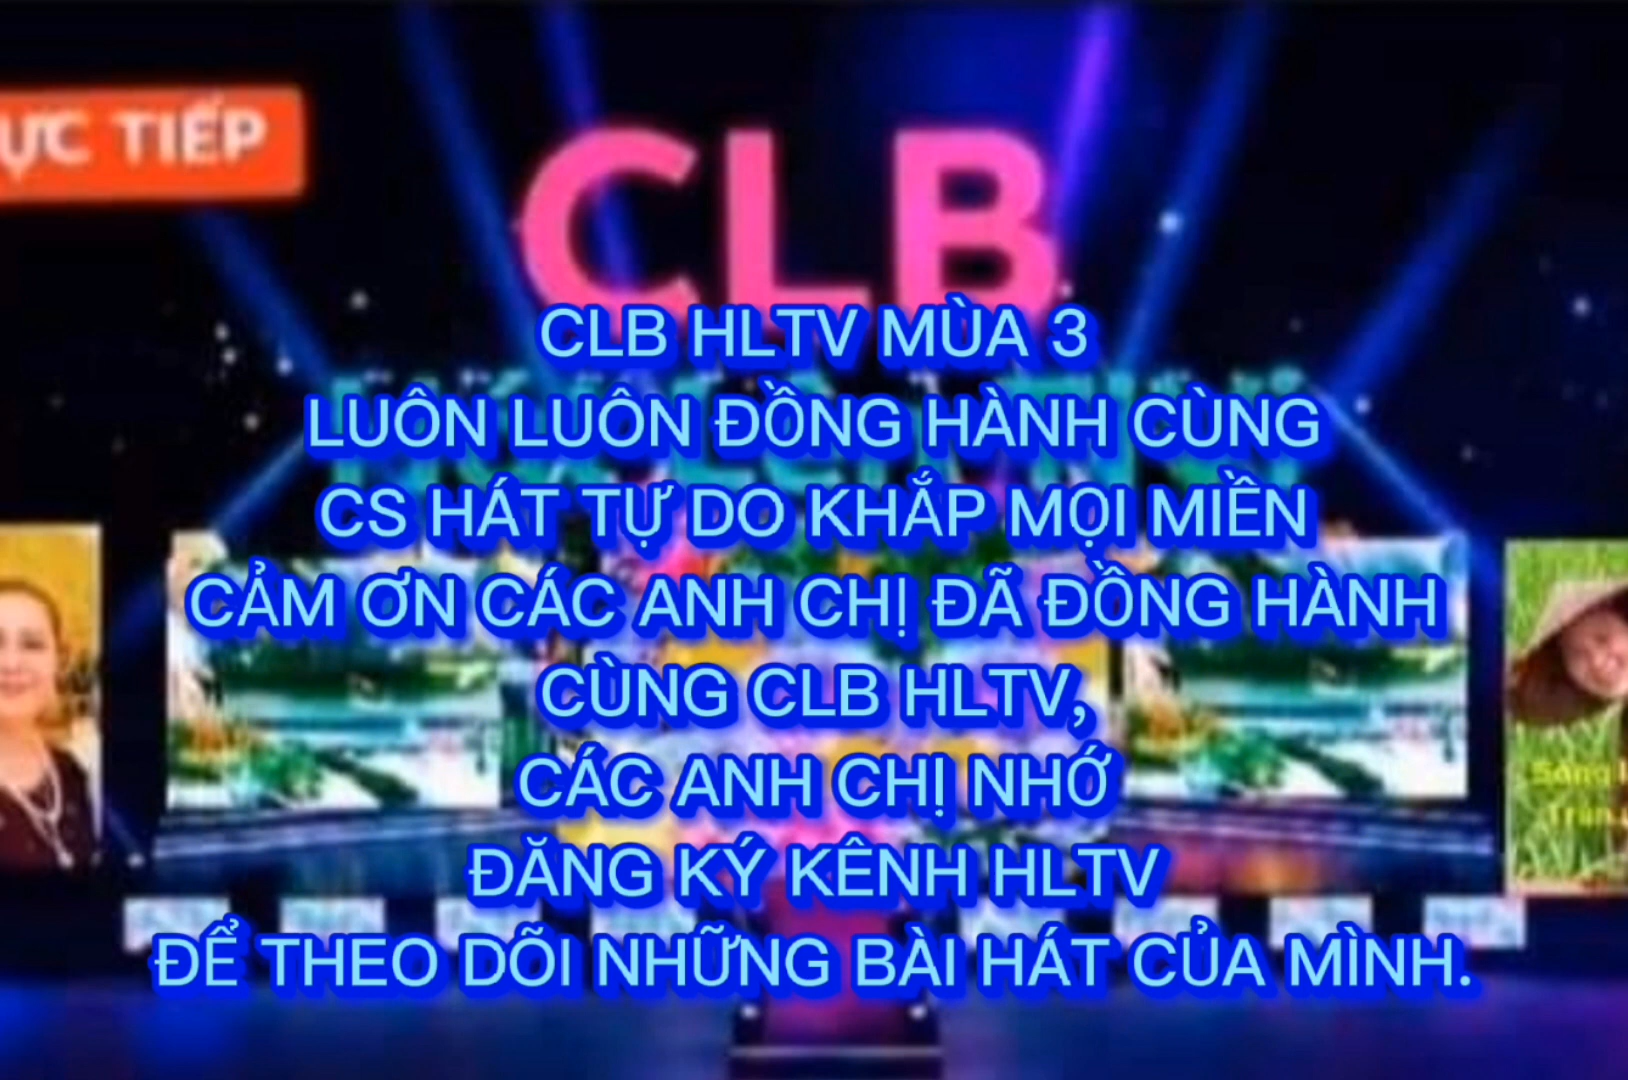 TIẾP
CLB
CLB HLTV MÙA 3
LUÔN LUÔN ĐỒNG HÀNH CÙNG
CS HÁT TỰ DO KHẮP MỌI MIỀN
CẢM ƠN CÁC ANH CHỊ ĐÃ ĐỒNG HÀNH
CÙNG CLB HLTV,
CÁC ANH CHỊ NHỚ
ĐĂNG KÝ KÊNH HLTV
ĐỂ THEO DÕI NHỮNG BÀI HÁT CỦA MÌNH.